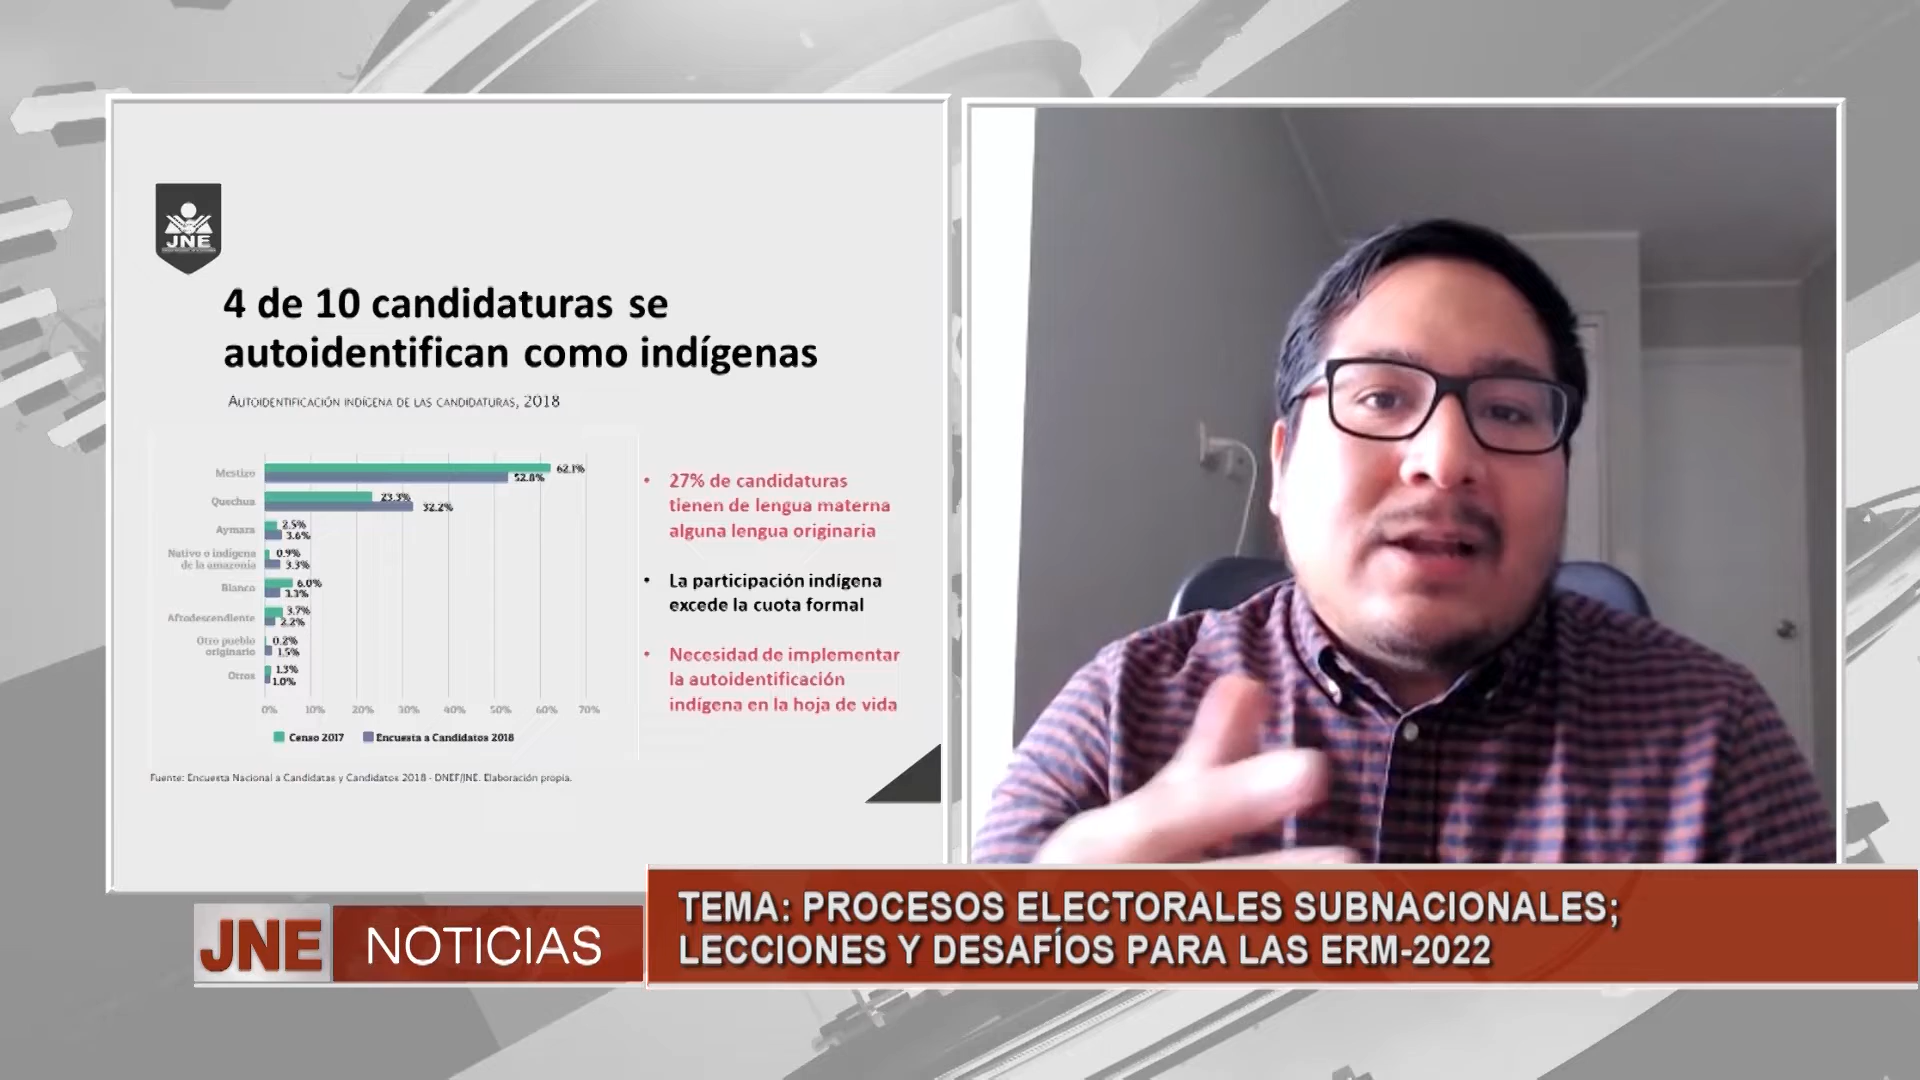 JNE
4 de 10 candidaturas se
autoidentifican como indígenas
AUTOIDENTIFICACIÓN INDÍGENA DE LAS CANDIDATURAS, 2018
Mestizo
62.1%
52.8%
Quechua
23.3%
32.2%
Aymara
2.5%
3.6%
Nativo o indígena
de la amazonía
0.9%
3.3%
Blanco
6.0%
3.3%
Afrodescendiente
3.7%
2.2%
Otro pueblo
originario
0.2%
1.5%
Otros
1.3%
1.0%
0% 10% 20% 30% 40% 50% 60% 70%
Censo 2017 Encuesta a Candidatos 2018
Fuente: Encuesta Nacional a Candidatas y Candidatos 2018 - DNEF/JNE. Elaboración propia.
• 27% de candidaturas
tienen de lengua materna
alguna lengua originaria
• La participación indígena
excede la cuota formal
• Necesidad de implementar
la autoidentificación
indígena en la hoja de vida
JNE NOTICIAS
TEMA: PROCESOS ELECTORALES SUBNACIONALES;
LECCIONES Y DESAFÍOS PARA LAS ERM-2022